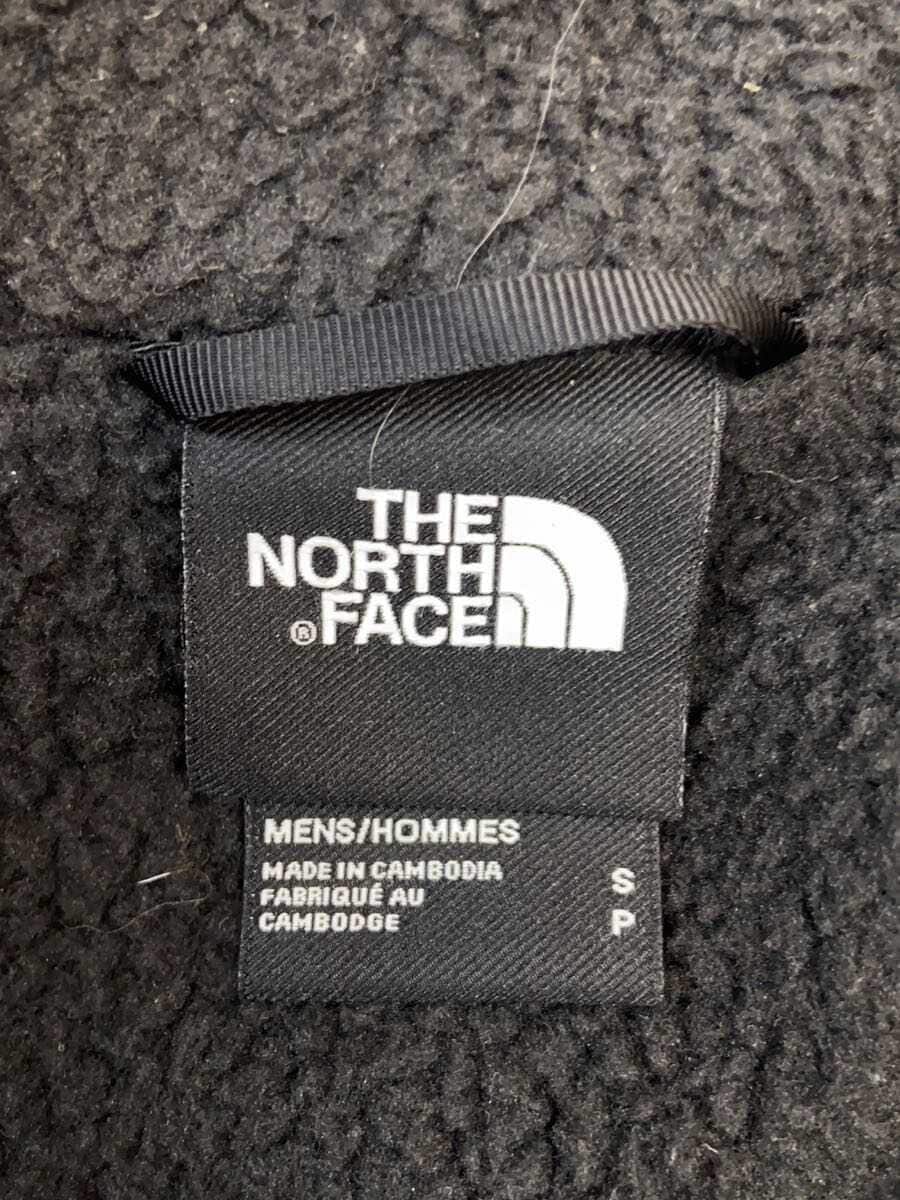 THE
NORTH
®FACE
MENS/HOMMES
MADE IN CAMBODIA
FABRIQUÉ AU
CAMBODGE
S
P